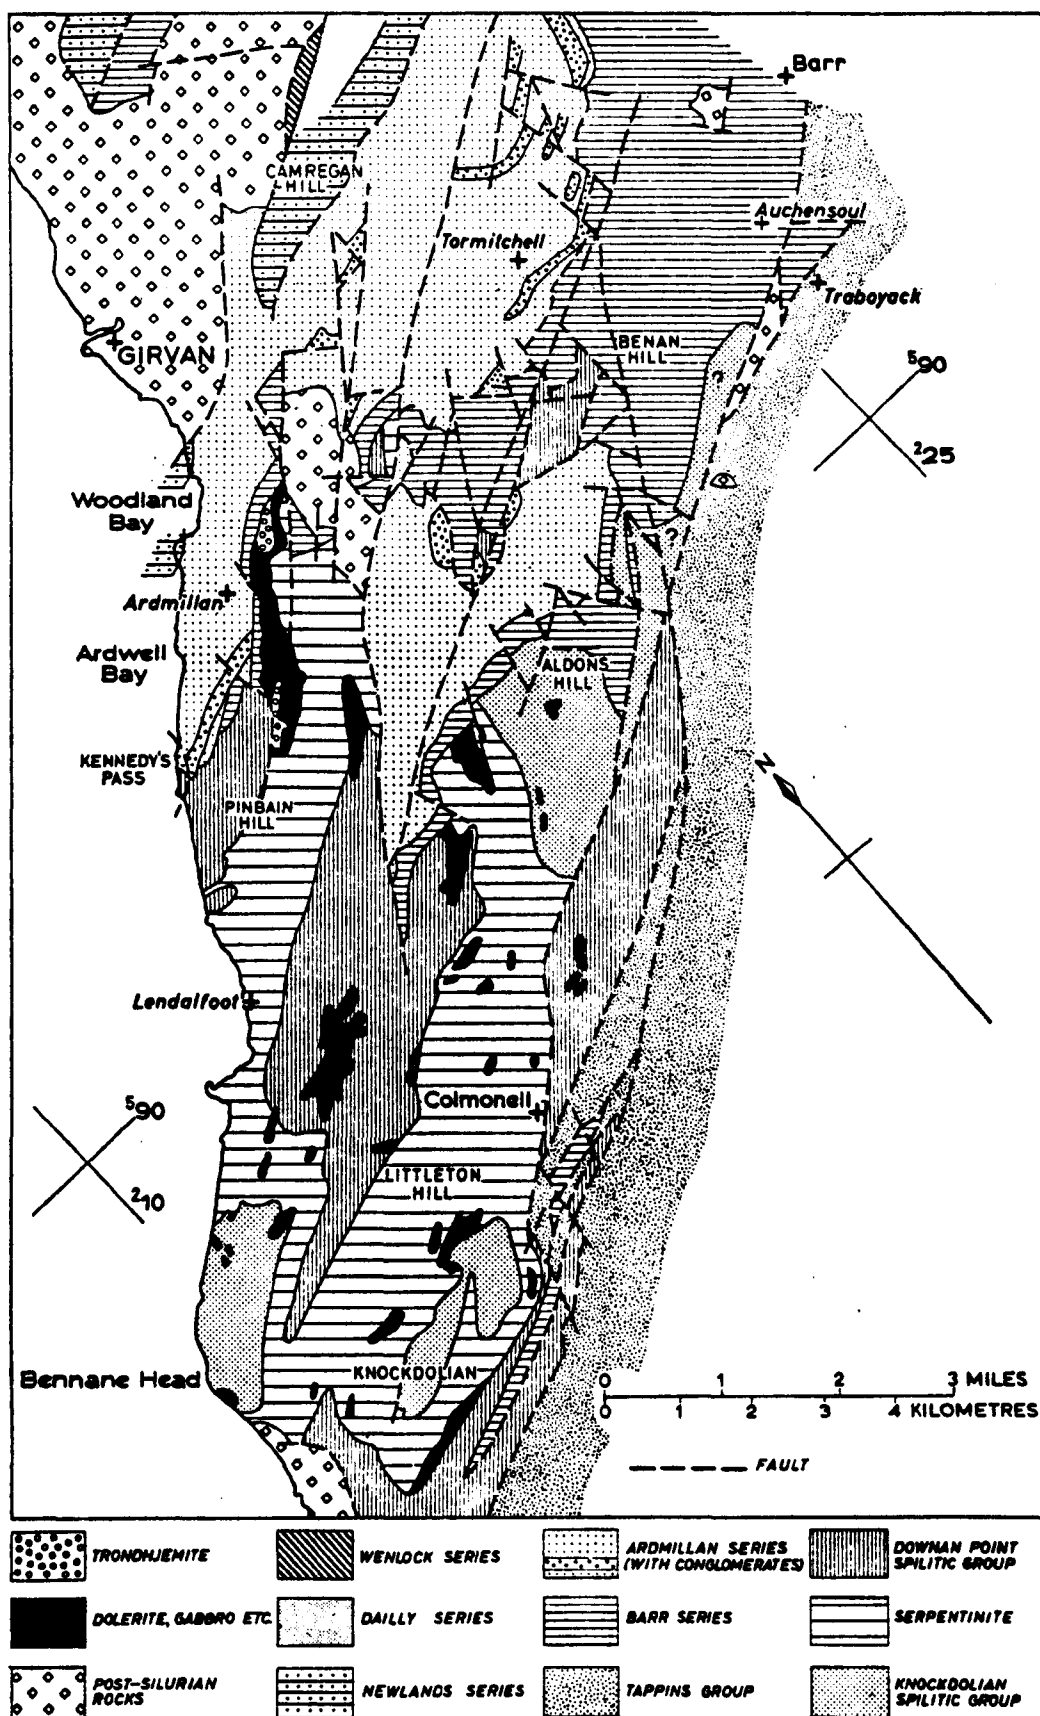 Barr
CAMREGAN
HILL
Auchensoul
Tormitchell
Traboyack
BENAN
HILL
GIRVAN
?
590
225
Woodland
Bay
?
Ardmillan
Ardwell
Bay
ALDONS
HILL
KENNEDY'S
PASS
N
PINBAIN
HILL
Lendalfoot
Colmonell
590
210
LITTLETON
HILL
Bennane Head
KNOCKDOLIAN
0 1 2 3 MILES
0 1 2 3 4 KILOMETRES
FAULT
TRONDHJEMITE
WENLOCK SERIES
ARDMILLAN SERIES
(WITH CONGLOMERATES)
DOWNAN POINT
SPILITIC GROUP
DOLERITE, GABBRO ETC.
DAILLY SERIES
BARR SERIES
SERPENTINITE
POST-SILURIAN
ROCKS
NEWLANDS SERIES
TAPPINS GROUP
KNOCKDOLIAN
SPILITIC GROUP